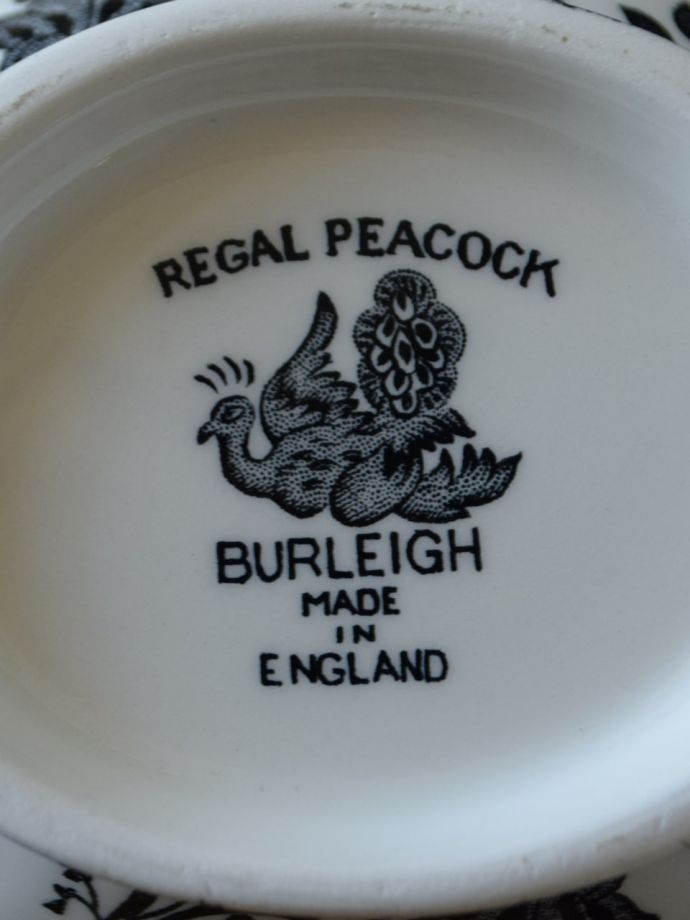 REGAL PEACOCK
BURLEIGH
MADE
IN
ENGLAND